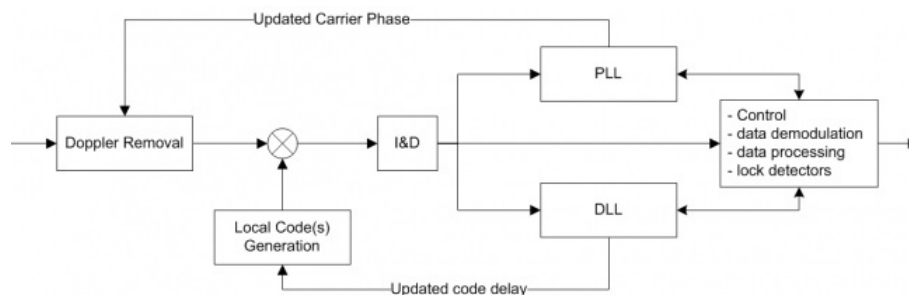 Updated Carrier Phase
PLL
Doppler Removal
I&D
- Control
- data demodulation
- data processing
- lock detectors
Local Code(s)
Generation
DLL
Updated code delay